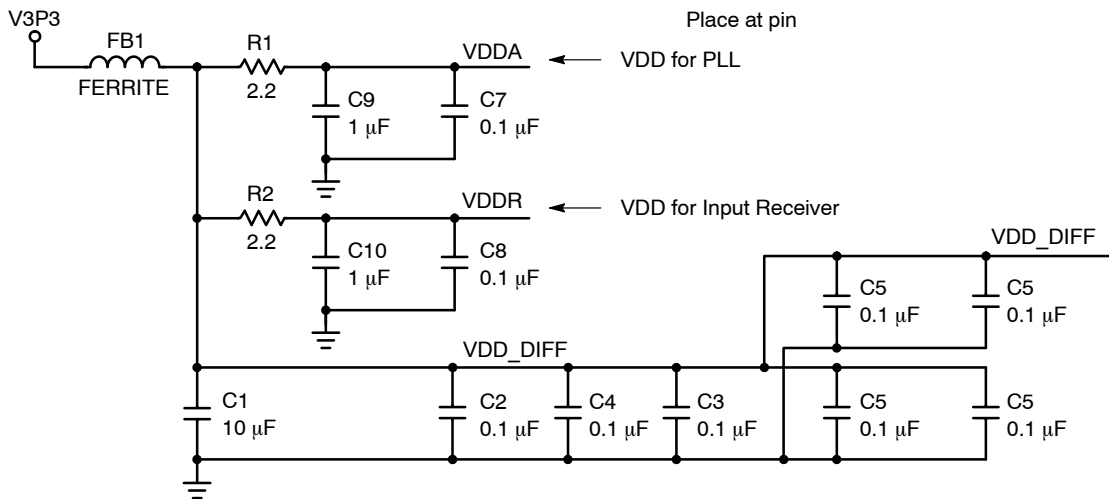 V3P3
Place at pin
FB1
FERRITE
R1
2.2
VDDA
VDD for PLL
C9
1 μF
C7
0.1 μF
R2
2.2
VDDR
VDD for Input Receiver
C10
1 μF
C8
0.1 μF
VDD_DIFF
C5
0.1 μF
C5
0.1 μF
VDD_DIFF
C1
10 μF
C2
0.1 μF
C4
0.1 μF
C3
0.1 μF
C5
0.1 μF
C5
0.1 μF